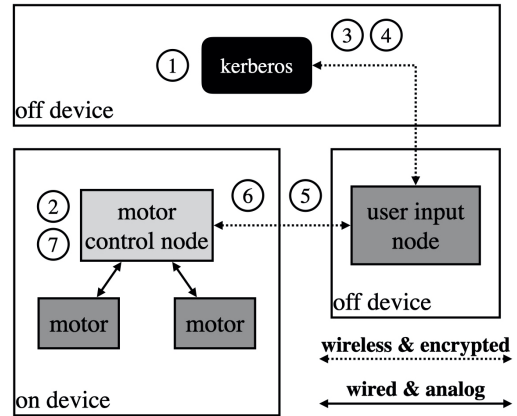 3 4
1 kerberos
off device
2 motor 6 5 user input
7 control node node
motor motor off device
wireless & encrypted
wired & analog
on device